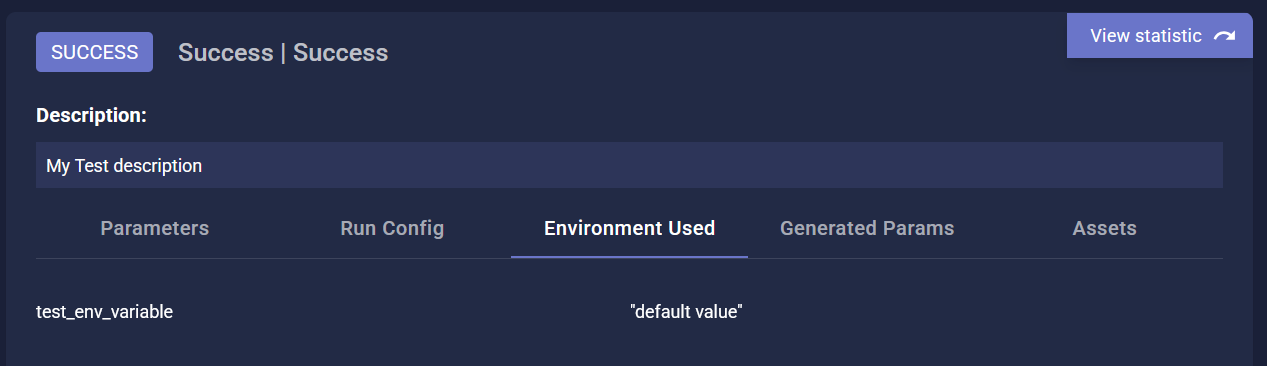 SUCCESS Success | Success View statistic
Description:
My Test description
Parameters Run Config Environment Used Generated Params Assets
test_env_variable "default value"